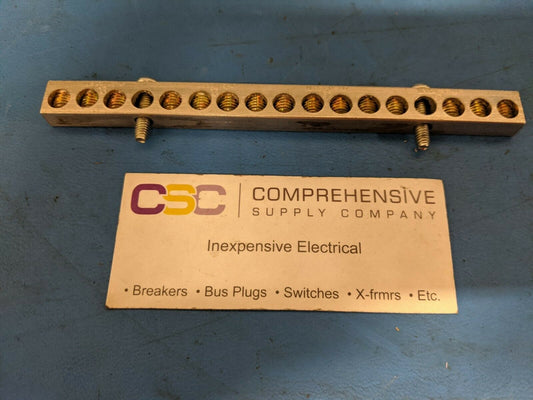 CSC
COMPREHENSIVE
SUPPLY COMPANY
Inexpensive Electrical
• Breakers • Bus Plugs • Switches • X-frmrs • Etc.